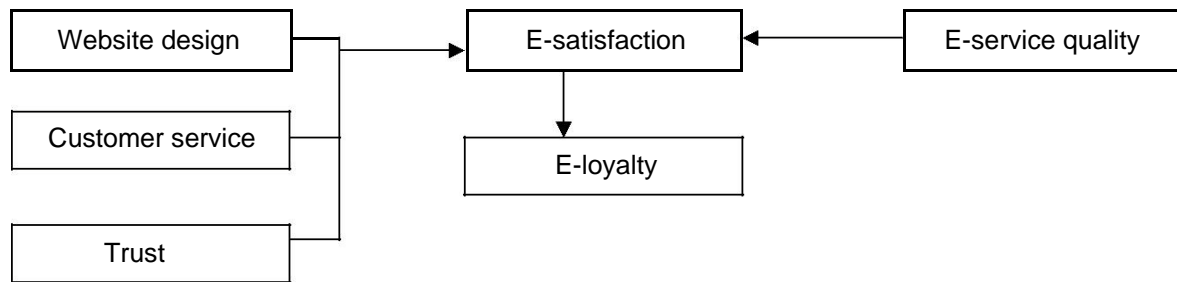 Website design
E-satisfaction
E-service quality
Customer service
E-loyalty
Trust